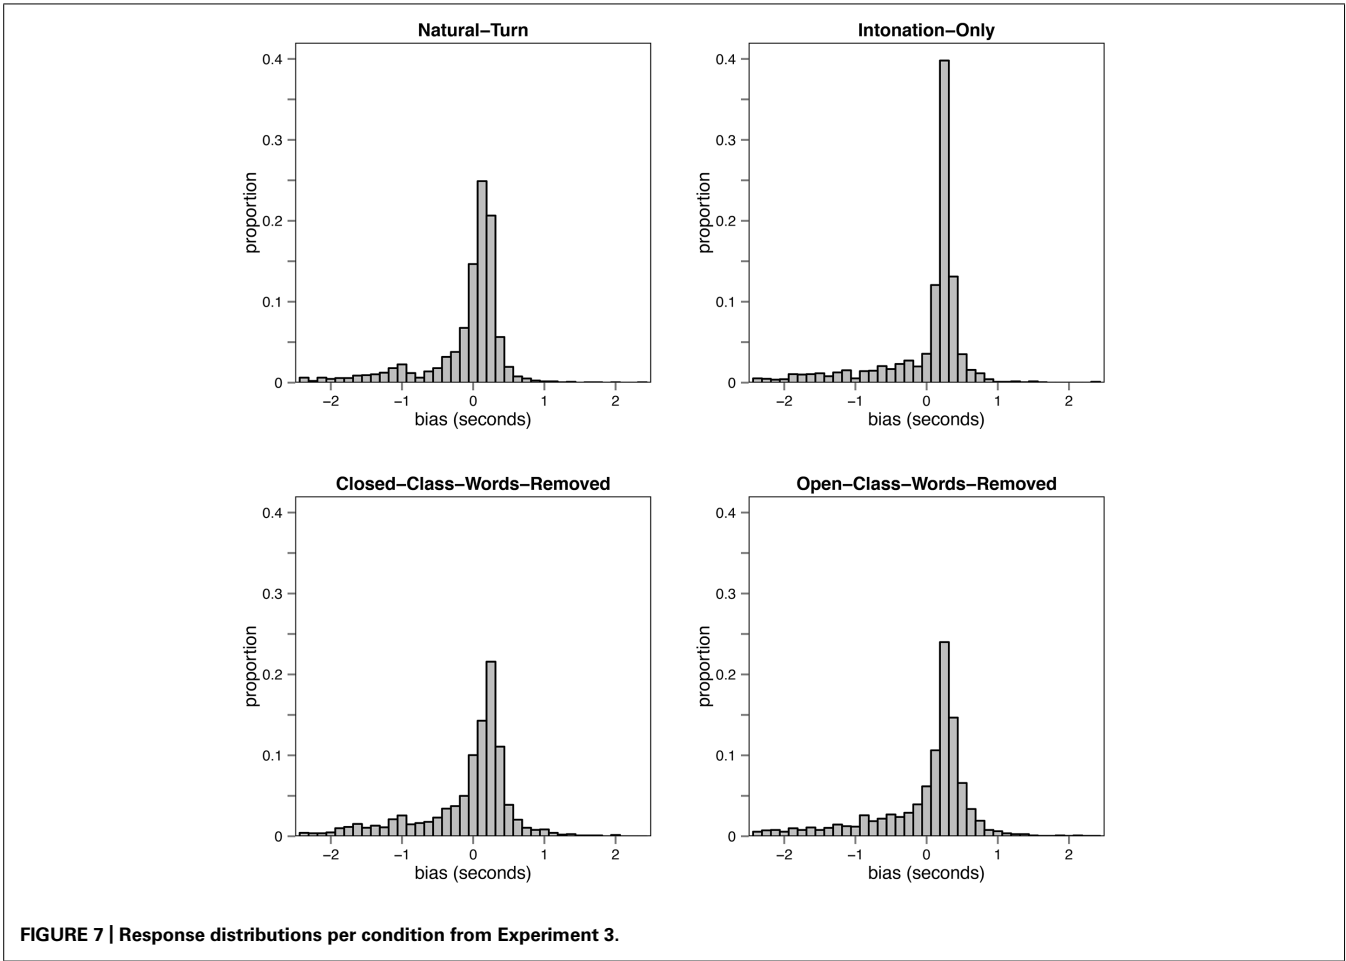 Natural–Turn
0.4
0.3
0.2
0.1
0
proportion
−2 −1 0 1 2
bias (seconds)
Intonation–Only
0.4
0.3
0.2
0.1
0
proportion
−2 −1 0 1 2
bias (seconds)
Closed–Class–Words–Removed
0.4
0.3
0.2
0.1
0
proportion
−2 −1 0 1 2
bias (seconds)
Open–Class–Words–Removed
0.4
0.3
0.2
0.1
0
proportion
−2 −1 0 1 2
bias (seconds)
FIGURE 7 | Response distributions per condition from Experiment 3.